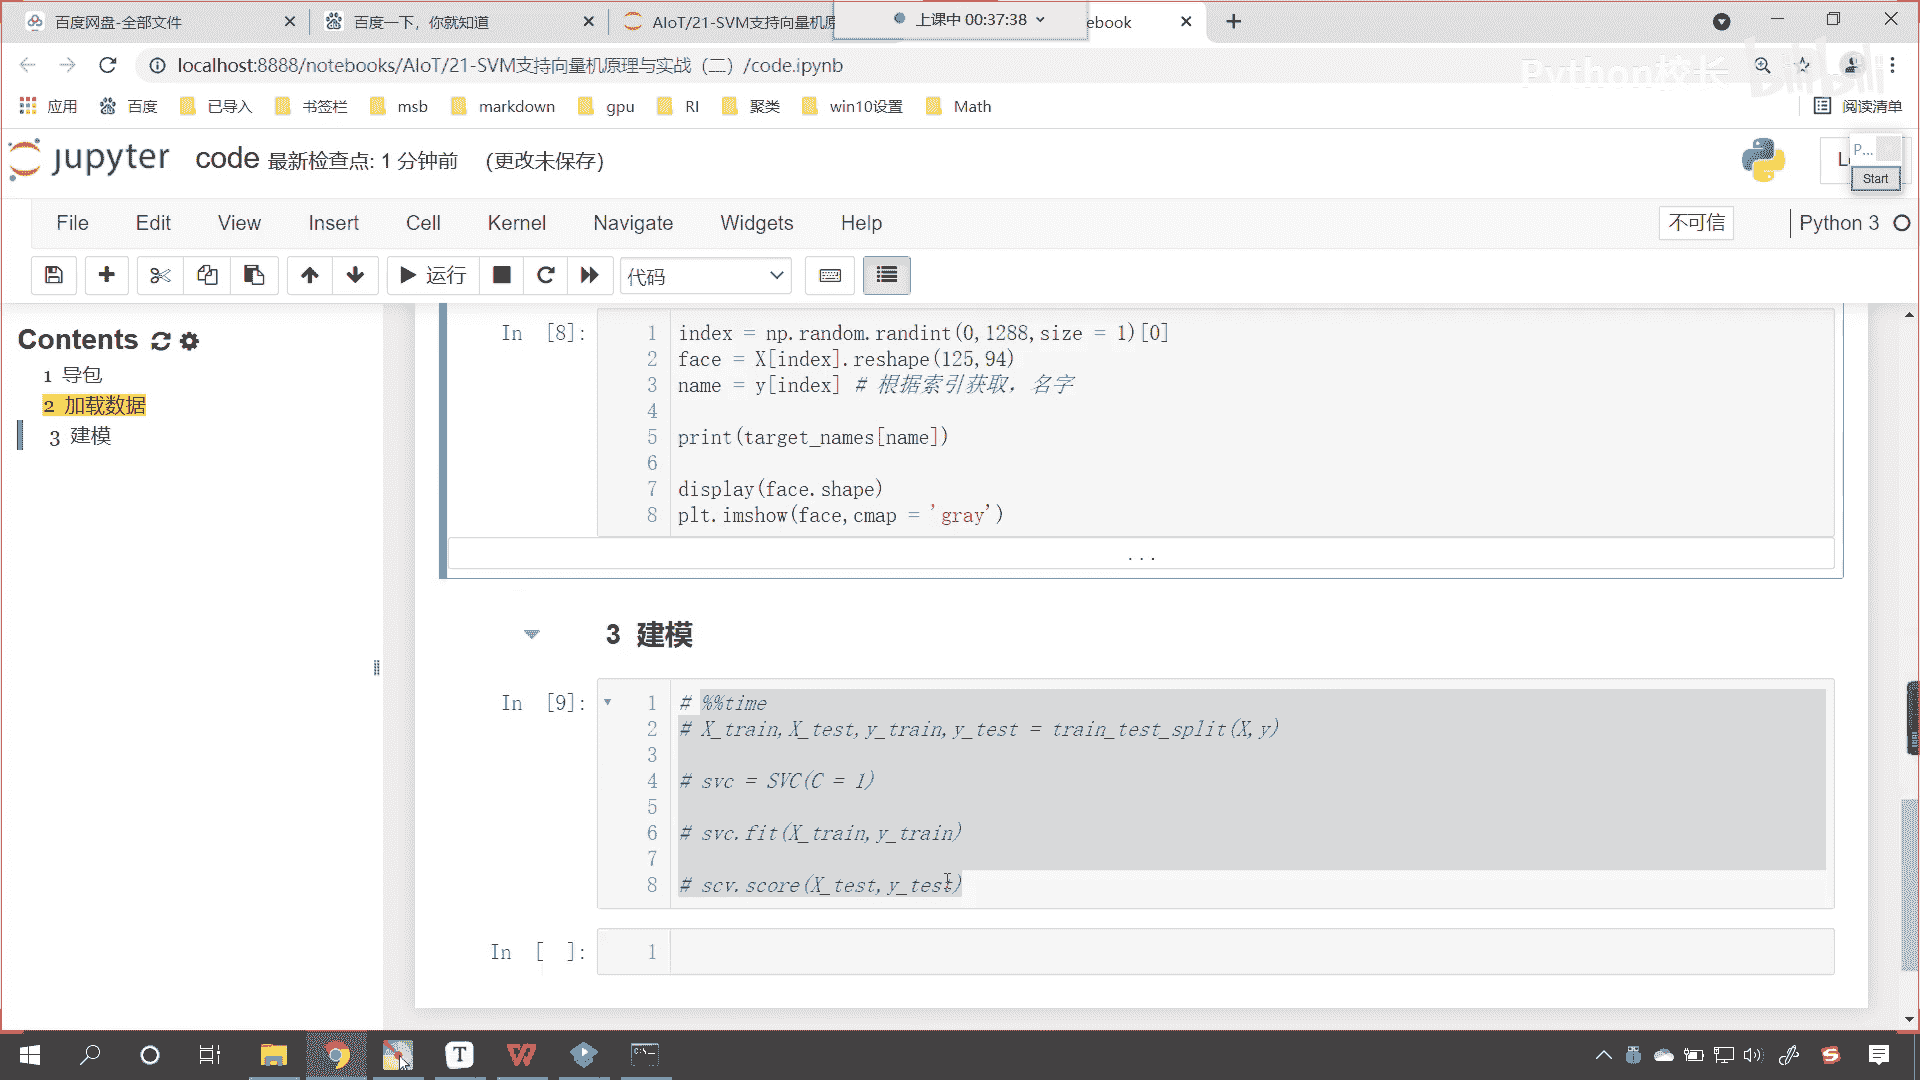 百度网盘-全部文件
百度一下，你就知道
AIoT/21-SVM支持向量机原
上课中 00:37:38
ebook
localhost:8888/notebooks/AIoT/21-SVM支持向量机原理与实战（二）/code.ipynb
Python校长
bilibili
应用
百度
已导入
书签栏
msb
markdown
gpu
RI
聚类
win10设置
Math
阅读清单
jupyter
code 最新检查点: 1 分钟前 (更改未保存)
P...
Start
File
Edit
View
Insert
Cell
Kernel
Navigate
Widgets
Help
不可信
Python 3
运行
代码
Contents
1 导包
2 加载数据
3 建模
In [8]:
1 index = np.random.randint(0,1288,size = 1)[0]
2 face = X[index].reshape(125,94)
3 name = y[index] # 根据索引获取，名字
4
5 print(target_names[name])
6
7 display(face.shape)
8 plt.imshow(face,cmap = 'gray')
...
3 建模
In [9]:
1 # %%time
2 # X_train,X_test,y_train,y_test = train_test_split(X,y)
3
4 # svc = SVC(C = 1)
5
6 # svc.fit(X_train,y_train)
7
8 # scv.score(X_test,y_test)
In [ ]:
1